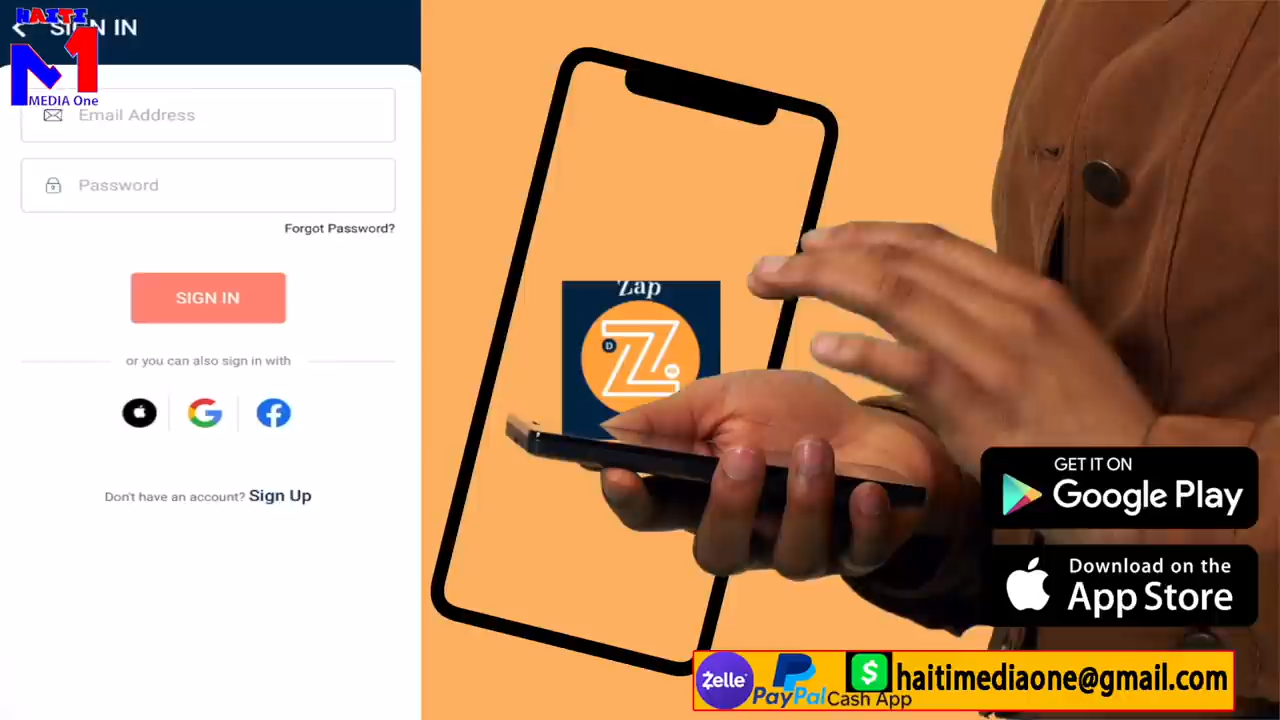 HAITI
SIGN IN
M1
MEDIA One
Email Address
Password
Forgot Password?
SIGN IN
or you can also sign in with
Don't have an account? Sign Up
Zap
D
Z
GET IT ON
Google Play
Download on the
App Store
Zelle
PayPal
$
Cash App
haitimediaone@gmail.com